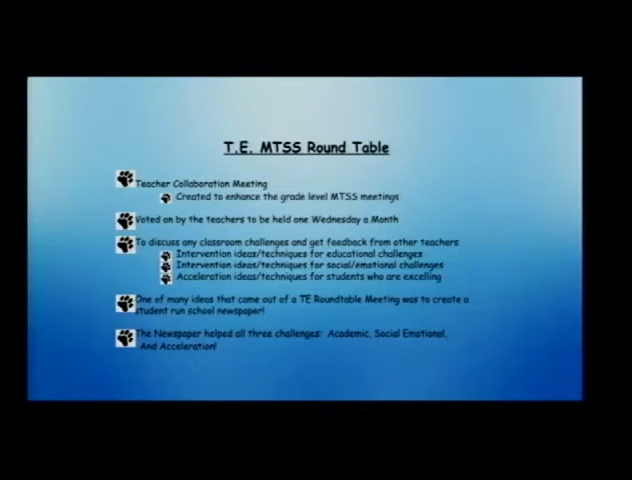 T.E. MTSS Round Table
Teacher Collaboration Meeting
Created to enhance the grade level MTSS meetings
Voted on by the teachers to be held one Wednesday a Month
To discuss any classroom challenges and get feedback from other teachers
Intervention ideas/techniques for educational challenges
Intervention ideas/techniques for social/emotional challenges
Acceleration ideas/techniques for students who are excelling
One of many ideas that came out of a TE Roundtable Meeting was to create a
student run school newspaper!
The Newspaper helped all three challenges: Academic, Social Emotional,
And Acceleration!